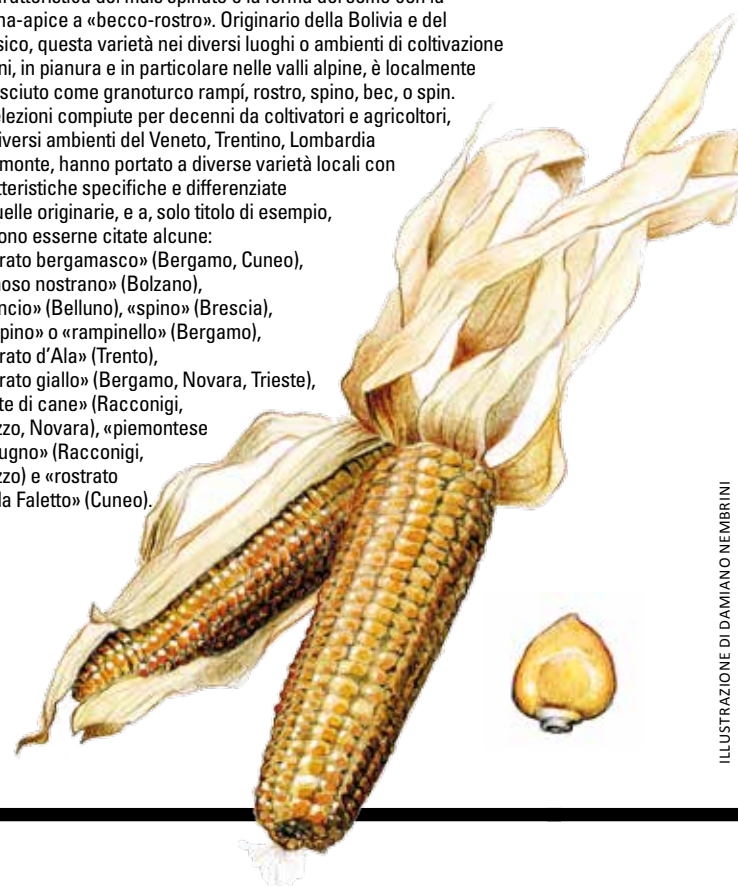 aratteristica del mais spinato è la forma del seme con la
na-apice a «becco-rostro». Originario della Bolivia e del
sico, questa varietà nei diversi luoghi o ambienti di coltivazione
ni, in pianura e in particolare nelle valli alpine, è localmente
sciuto come granoturco rampí, rostro, spino, bec, o spin.
elezioni compiute per decenni da coltivatori e agricoltori,
iversi ambienti del Veneto, Trentino, Lombardia
monte, hanno portato a diverse varietà locali con
tteristiche specifiche e differenziate
uelle originarie, e a, solo titolo di esempio,
ono esserne citate alcune:
rato bergamasco» (Bergamo, Cuneo),
noso nostrano» (Bolzano),
ncio» (Belluno), «spino» (Brescia),
pino» o «rampinello» (Bergamo),
rato d'Ala» (Trento),
rato giallo» (Bergamo, Novara, Trieste),
te di cane» (Racconigi,
zzo, Novara), «piemontese
ugno» (Racconigi,
zzo) e «rostrato
la Faletto» (Cuneo).
ILLUSTRAZIONE DI DAMIANO NEMBRINI